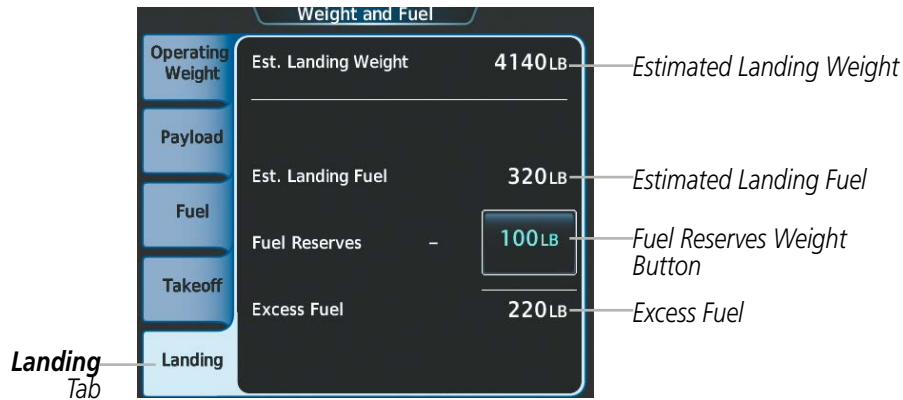 Weight and Fuel
Operating
Weight
Est. Landing Weight 4140LB Estimated Landing Weight
Payload
Est. Landing Fuel 320LB Estimated Landing Fuel
Fuel
Fuel Reserves – 100LB Fuel Reserves Weight
Button
Takeoff
Excess Fuel 220LB Excess Fuel
Landing
Landing
Tab